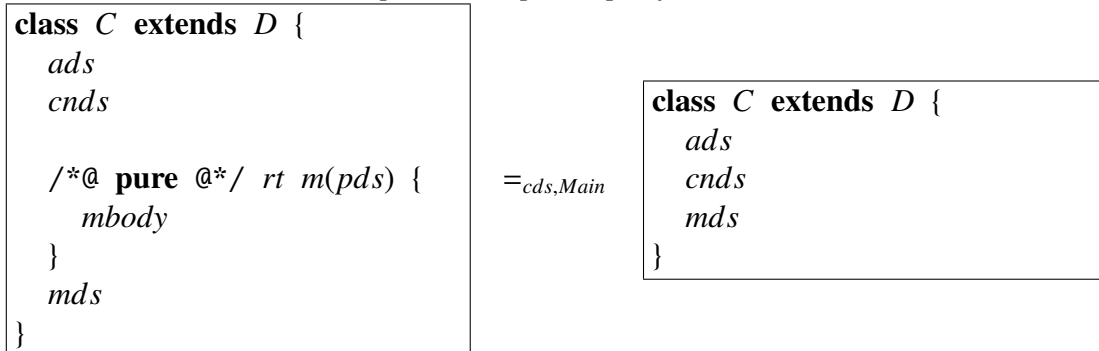 class C extends D {
ads
cnds
/*@ pure @*/ rt m(pds) {
mbody
}
mds
}
=cds,Main
class C extends D {
ads
cnds
mds
}